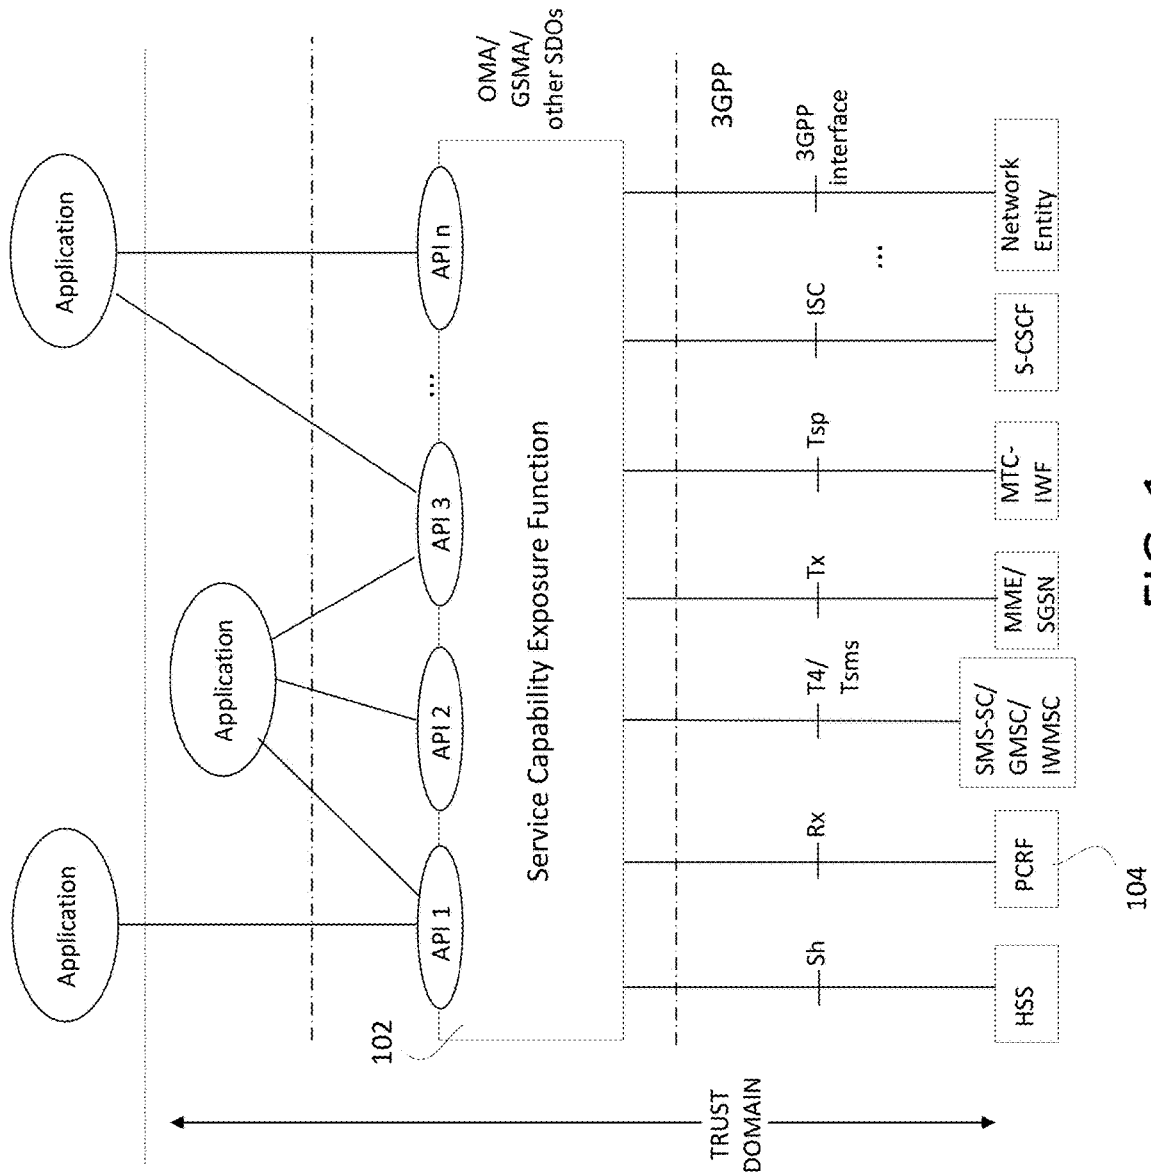 Application
Application
Application
102
API 1
API 2
API 3
...
API n
OMA/
GSMA/
other SDOs
Service Capability Exposure Function
TRUST
DOMAIN
3GPP
Sh
Rx
T4/
Tsms
Tx
Tsp
ISC
...
3GPP
interface
HSS
PCRF
SMS-SC/
GMSC/
IWMSC
MME/
SGSN
MTC-
IWF
S-CSCF
Network
Entity
104
FIG. 1